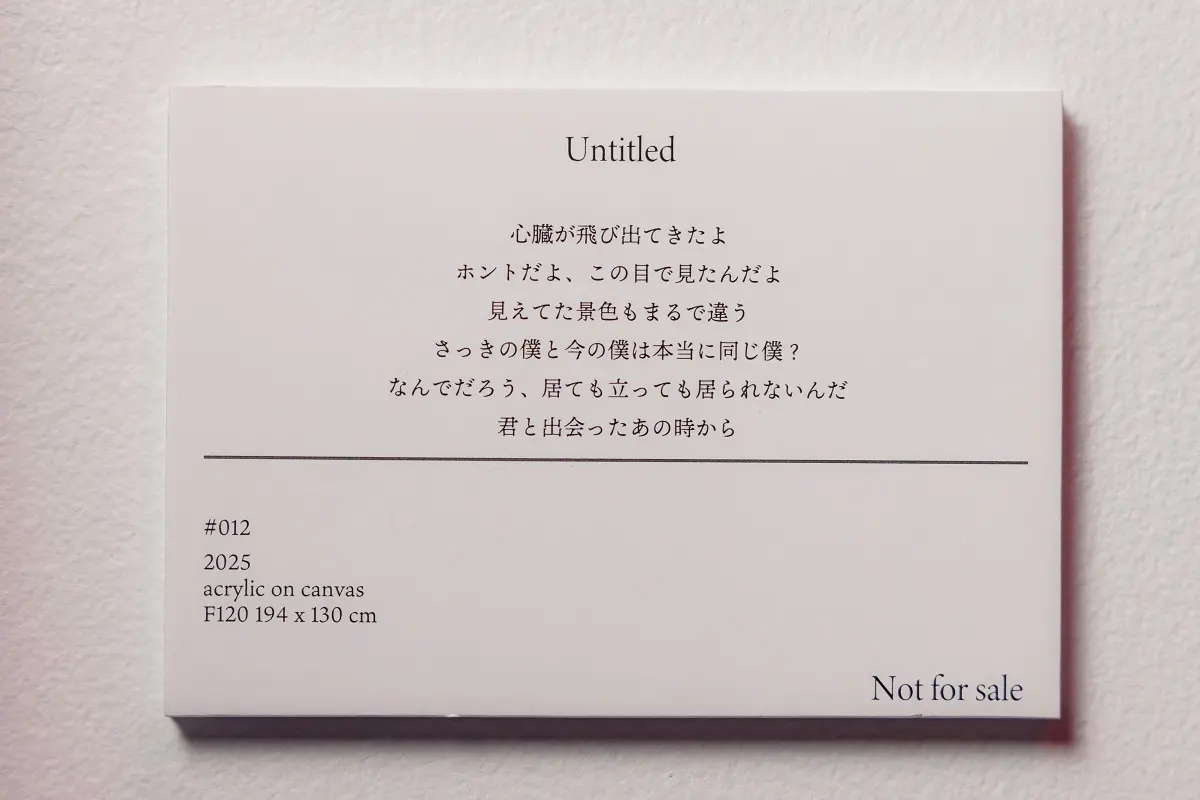 Untitled
心臓が飛び出てきたよ
ホントだよ、この目で見たんだよ
見えてた景色もまるで違う
さっきの僕と今の僕は本当に同じ僕？
なんでだろう、居ても立っても居られないんだ
君と出会ったあの時から
#012
2025
acrylic on canvas
F120 194 x 130 cm
Not for sale